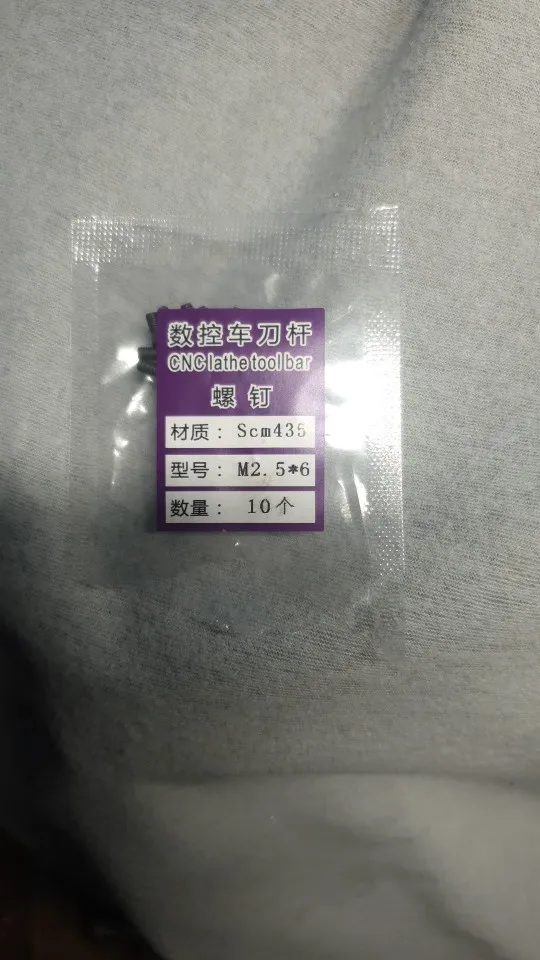 数控车刀杆
CNC lathe tool bar
螺钉
材质： Scm435
型号： M2.5*6
数量： 10个